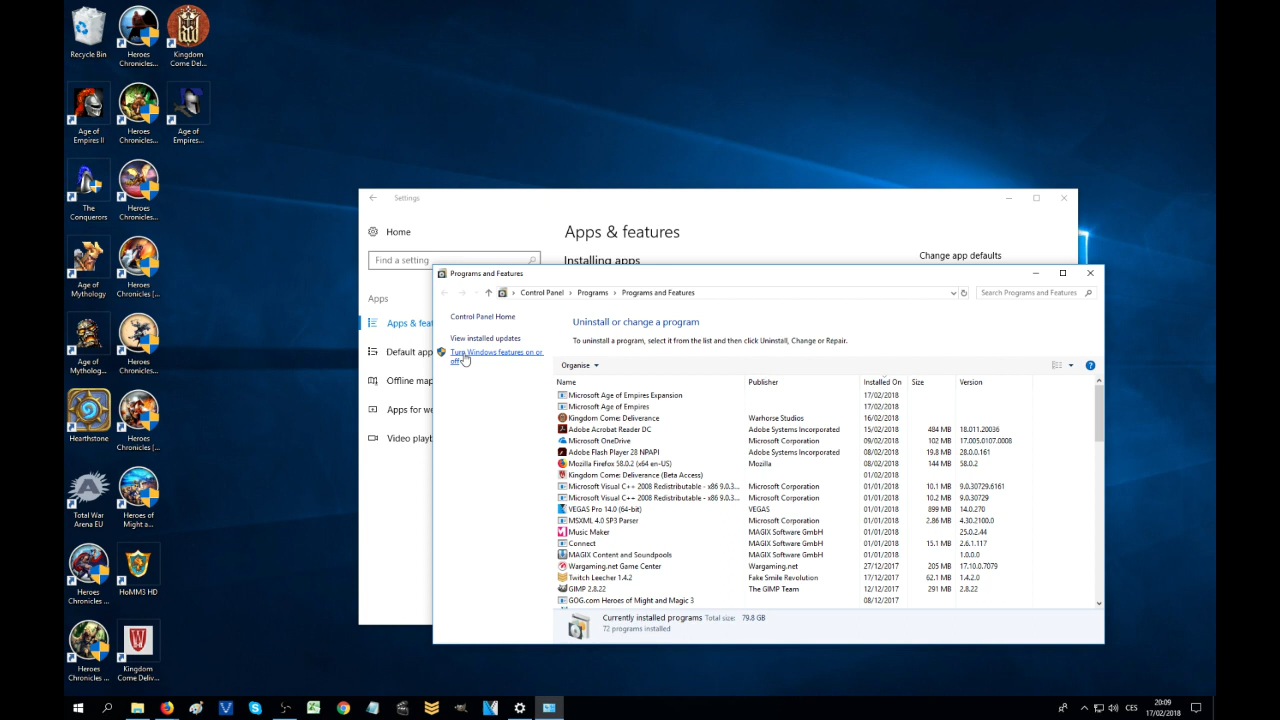 Recycle Bin
Heroes Chronicles...
Kingdom Come Del...
Age of Empires II
Heroes Chronicles...
Age of Empires...
The Conquerors
Heroes Chronicles...
Age of Mythology
Heroes Chronicles [...
Age of Mytholog...
Heroes Chronicles...
Hearthstone
Heroes Chronicles [...
Total War Arena EU
Heroes of Might a...
Heroes Chronicles ...
HoMM3 HD
Heroes Chronicles ...
Kingdom Come Deliv...
Settings
Home
Find a setting
Apps
Apps & feat
Default app
Offline map
Apps for we
Video playb
Apps & features
Installing apps
Change app defaults
Programs and Features
Control Panel > Programs > Programs and Features
Search Programs and Features
Control Panel Home
View installed updates
Turn Windows features on or
off
Uninstall or change a program
To uninstall a program, select it from the list and then click Uninstall, Change or Repair.
Organise
Name Publisher Installed On Size Version
Microsoft Age of Empires Expansion 17/02/2018
Microsoft Age of Empires 17/02/2018
Kingdom Come: Deliverance Warhorse Studios 16/02/2018
Adobe Acrobat Reader DC Adobe Systems Incorporated 15/02/2018 484 MB 18.011.20036
Microsoft OneDrive Microsoft Corporation 09/02/2018 102 MB 17.005.0107.0008
Adobe Flash Player 28 NPAPI Adobe Systems Incorporated 08/02/2018 19.8 MB 28.0.0.161
Mozilla Firefox 58.0.2 (x64 en-US) Mozilla 08/02/2018 144 MB 58.0.2
Kingdom Come: Deliverance (Beta Access) 01/02/2018
Microsoft Visual C++ 2008 Redistributable - x86 9.0.3... Microsoft Corporation 01/01/2018 10.1 MB 9.0.30729.6161
Microsoft Visual C++ 2008 Redistributable - x86 9.0.3... Microsoft Corporation 01/01/2018 10.2 MB 9.0.30729
VEGAS Pro 14.0 (64-bit) VEGAS 01/01/2018 899 MB 14.0.270
MSXML 4.0 SP3 Parser Microsoft Corporation 01/01/2018 2.86 MB 4.30.2100.0
Music Maker MAGIX Software GmbH 01/01/2018 25.0.2.44
Connect MAGIX Software GmbH 01/01/2018 15.1 MB 2.6.1.117
MAGIX Content and Soundpools MAGIX Software GmbH 01/01/2018 1.0.0.0
Wargaming.net Game Center Wargaming.net 27/12/2017 205 MB 17.10.0.7079
Twitch Leecher 1.4.2 Fake Smile Revolution 17/12/2017 62.1 MB 1.4.2.0
GIMP 2.8.22 The GIMP Team 12/12/2017 291 MB 2.8.22
GOG.com Heroes of Might and Magic 3 08/12/2017
Currently installed programs Total size: 79.8 GB
72 programs installed
CES
20:09
17/02/2018